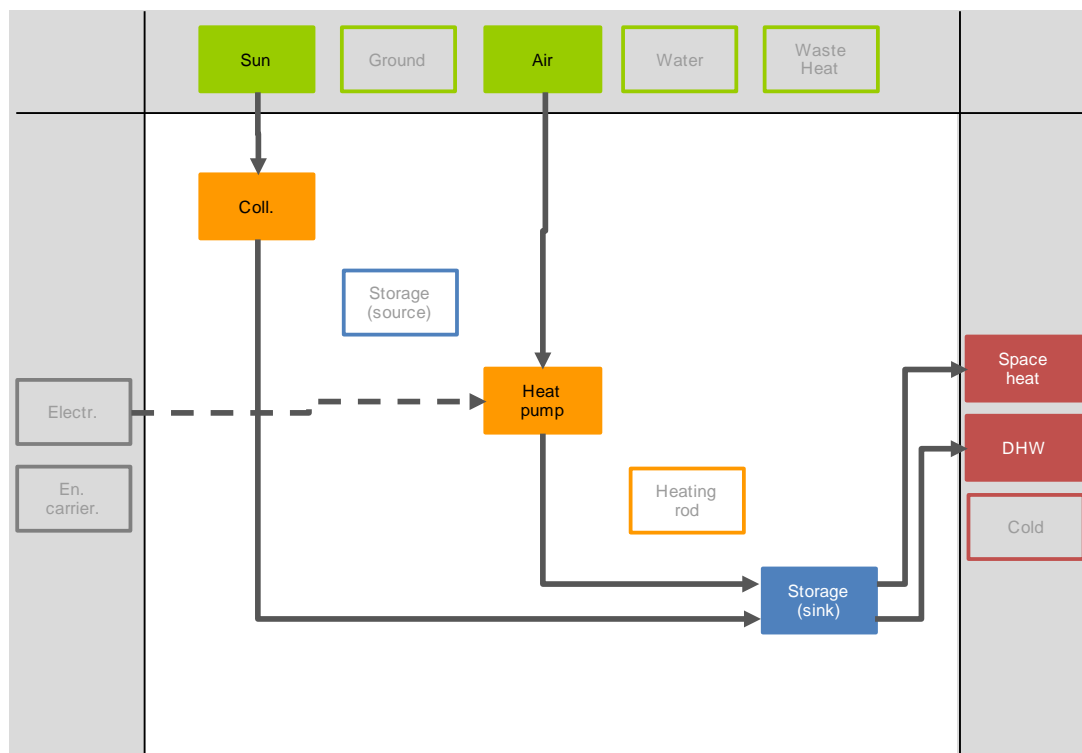 Sun
Ground
Air
Water
Waste
Heat
Coll.
Storage
(source)
Space
heat
Electr.
Heat
pump
DHW
En.
carrier.
Heating
rod
Cold
Storage
(sink)